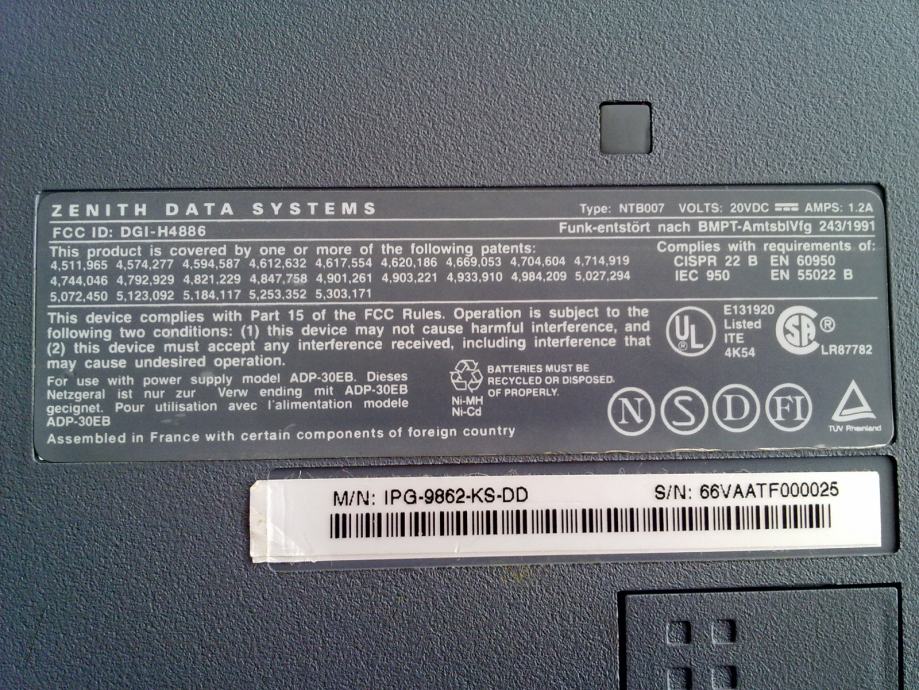 ZENITH DATA SYSTEMS
Type: NTB007 VOLTS: 20VDC AMPS: 1.2A
FCC ID: DGI-H4886
Funk-entstört nach BMPT-AmtsblVfg 243/1991
This product is covered by one or more of the following patents:
4,511,965 4,574,277 4,594,587 4,612,632 4,617,554 4,620,186 4,669,053 4,704,604 4,714,919
4,744,046 4,792,929 4,821,229 4,847,758 4,901,261 4,903,221 4,933,910 4,984,209 5,027,294
5,072,450 5,123,092 5,184,117 5,253,352 5,303,171
Complies with requirements of:
CISPR 22 B EN 60950
IEC 950 EN 55022 B
This device complies with Part 15 of the FCC Rules. Operation is subject to the
following two conditions: (1) this device may not cause harmful interference, and
(2) this device must accept any interference received, including interference that
may cause undesired operation.
UL
E131920
Listed
ITE
4K54
SA ®
LR87782
For use with power supply model ADP-30EB. Dieses
Netzgeral ist nur zur Verw ending mit ADP-30EB
gecignet. Pour utilisation avec l'alimentation modele
ADP-30EB
BATTERIES MUST BE
RECYCLED OR DISPOSED.
OF PROPERLY.
Ni-MH
Ni-Cd
N S D FI
TUV Rheinland
Assembled in France with certain components of foreign country
M/N: IPG-9862-KS-DD S/N: 66VAATF000025